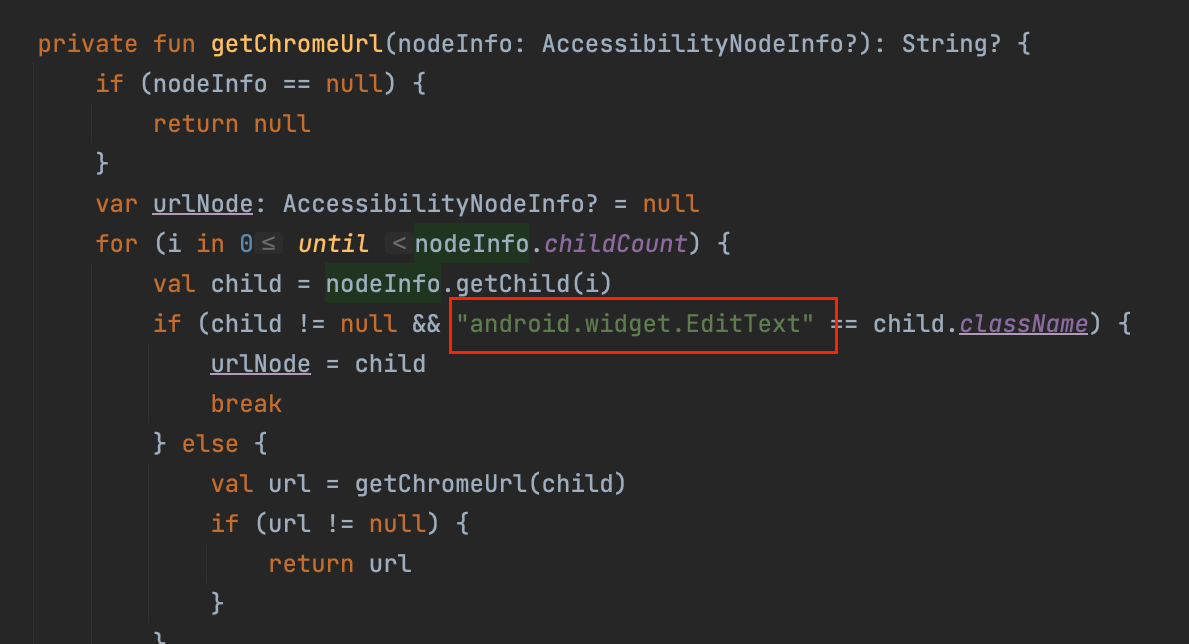 private fun getChromeUrl(nodeInfo: AccessibilityNodeInfo?): String? {
if (nodeInfo == null) {
return null
}
var urlNode: AccessibilityNodeInfo? = null
for (i in 0 ≤ until < nodeInfo.childCount) {
val child = nodeInfo.getChild(i)
if (child != null && "android.widget.EditText" == child.className) {
urlNode = child
break
} else {
val url = getChromeUrl(child)
if (url != null) {
return url
}
}